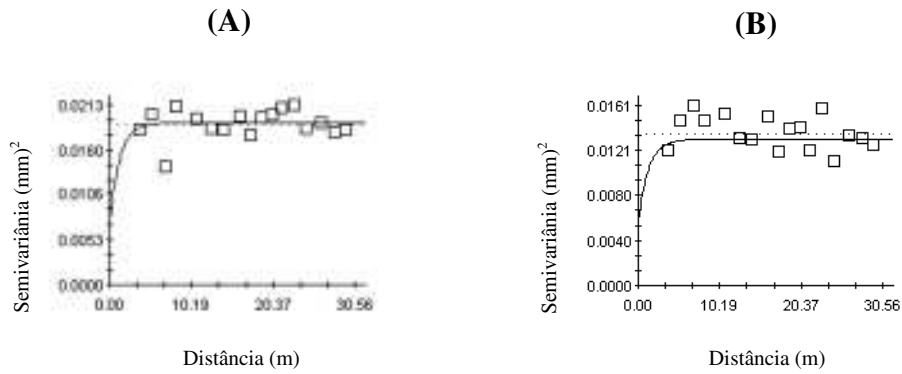 (A)
(B)
Semivariânia (mm)²
0.0213
0.0160
0.0106
0.0053
0.0000
0.00 10.19 20.37 30.56
Distância (m)
Semivariânia (mm)²
0.0161
0.0121
0.0080
0.0040
0.0000
0.00 10.19 20.37 30.56
Distância (m)